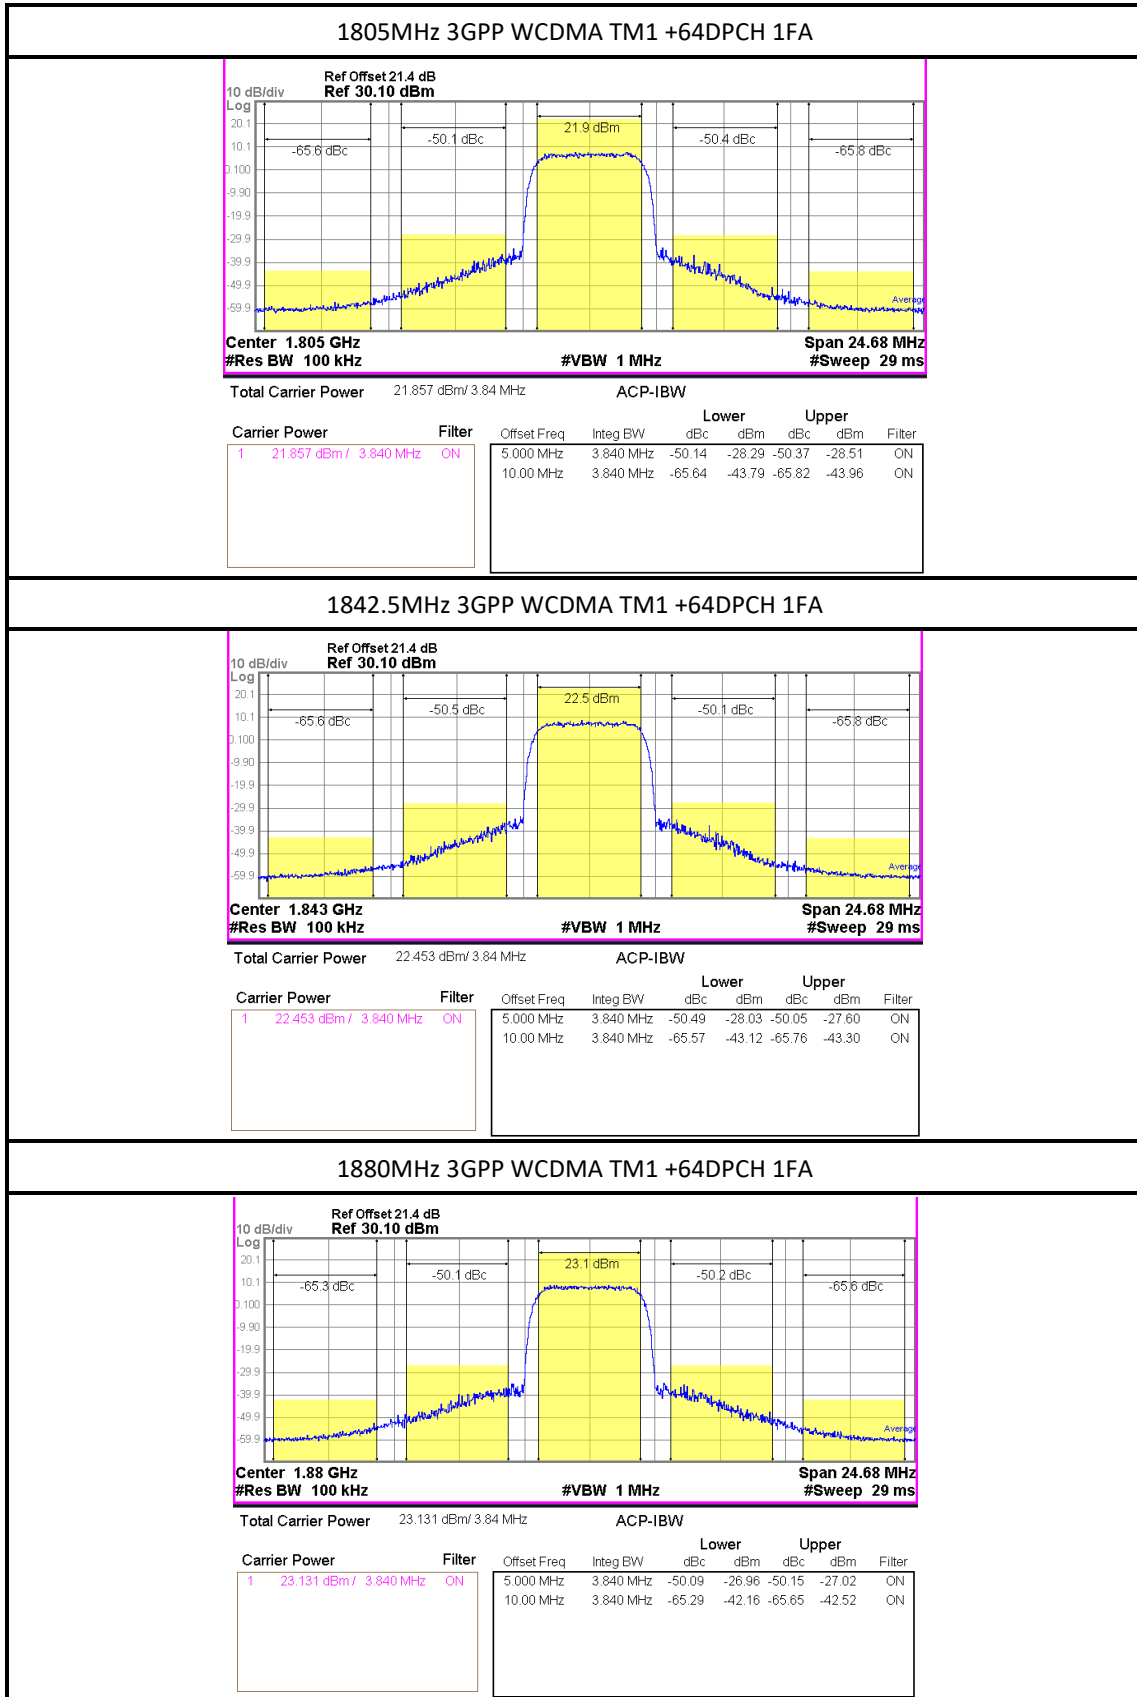 1805MHz 3GPP WCDMA TM1 +64DPCH 1FA
Ref Offset 21.4 dB
10 dB/div Ref 30.10 dBm
Log
20.1
10.1
0.100
-9.90
-19.9
-29.9
-39.9
-49.9
-59.9
-65.6 dBc -50.1 dBc 21.9 dBm -50.4 dBc -65.8 dBc
Average
Center 1.805 GHz Span 24.68 MHz
#Res BW 100 kHz #VBW 1 MHz #Sweep 29 ms
Total Carrier Power 21.857 dBm/ 3.84 MHz ACP-IBW
Lower Upper
Carrier Power Filter Offset Freq Integ BW dBc dBm dBc dBm Filter
1 21.857 dBm / 3.840 MHz ON 5.000 MHz 3.840 MHz -50.14 -28.29 -50.37 -28.51 ON
10.00 MHz 3.840 MHz -65.64 -43.79 -65.82 -43.96 ON
1842.5MHz 3GPP WCDMA TM1 +64DPCH 1FA
Ref Offset 21.4 dB
10 dB/div Ref 30.10 dBm
Log
20.1
10.1
0.100
-9.90
-19.9
-29.9
-39.9
-49.9
-59.9
-65.6 dBc -50.5 dBc 22.5 dBm -50.1 dBc -65.8 dBc
Average
Center 1.843 GHz Span 24.68 MHz
#Res BW 100 kHz #VBW 1 MHz #Sweep 29 ms
Total Carrier Power 22.453 dBm/ 3.84 MHz ACP-IBW
Lower Upper
Carrier Power Filter Offset Freq Integ BW dBc dBm dBc dBm Filter
1 22.453 dBm / 3.840 MHz ON 5.000 MHz 3.840 MHz -50.49 -28.03 -50.05 -27.60 ON
10.00 MHz 3.840 MHz -65.57 -43.12 -65.76 -43.30 ON
1880MHz 3GPP WCDMA TM1 +64DPCH 1FA
Ref Offset 21.4 dB
10 dB/div Ref 30.10 dBm
Log
20.1
10.1
0.100
-9.90
-19.9
-29.9
-39.9
-49.9
-59.9
-65.3 dBc -50.1 dBc 23.1 dBm -50.2 dBc -65.6 dBc
Average
Center 1.88 GHz Span 24.68 MHz
#Res BW 100 kHz #VBW 1 MHz #Sweep 29 ms
Total Carrier Power 23.131 dBm/ 3.84 MHz ACP-IBW
Lower Upper
Carrier Power Filter Offset Freq Integ BW dBc dBm dBc dBm Filter
1 23.131 dBm / 3.840 MHz ON 5.000 MHz 3.840 MHz -50.09 -26.96 -50.15 -27.02 ON
10.00 MHz 3.840 MHz -65.29 -42.16 -65.65 -42.52 ON